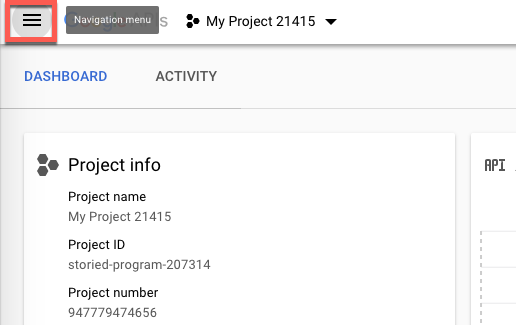 Navigation menu
My Project 21415
DASHBOARD
ACTIVITY
Project info
API
Project name
My Project 21415
Project ID
storied-program-207314
Project number
947779474656